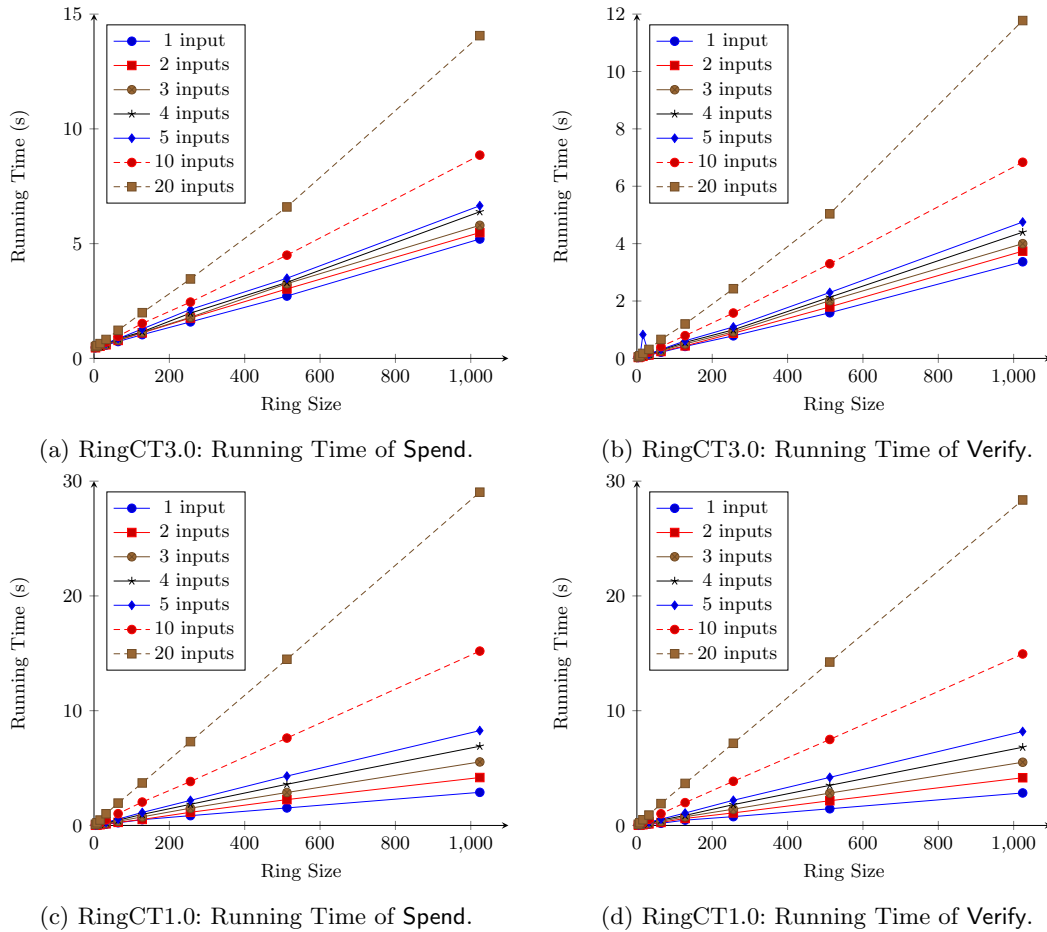 15
10
5
0
Running Time (s)
1 input
2 inputs
3 inputs
4 inputs
5 inputs
10 inputs
20 inputs
0 200 400 600 800 1,000
Ring Size
(a) RingCT3.0: Running Time of Spend.
12
10
8
6
4
2
0
Running Time (s)
1 input
2 inputs
3 inputs
4 inputs
5 inputs
10 inputs
20 inputs
0 200 400 600 800 1,000
Ring Size
(b) RingCT3.0: Running Time of Verify.
30
20
10
0
Running Time (s)
1 input
2 inputs
3 inputs
4 inputs
5 inputs
10 inputs
20 inputs
0 200 400 600 800 1,000
Ring Size
(c) RingCT1.0: Running Time of Spend.
30
20
10
0
Running Time (s)
1 input
2 inputs
3 inputs
4 inputs
5 inputs
10 inputs
20 inputs
0 200 400 600 800 1,000
Ring Size
(d) RingCT1.0: Running Time of Verify.